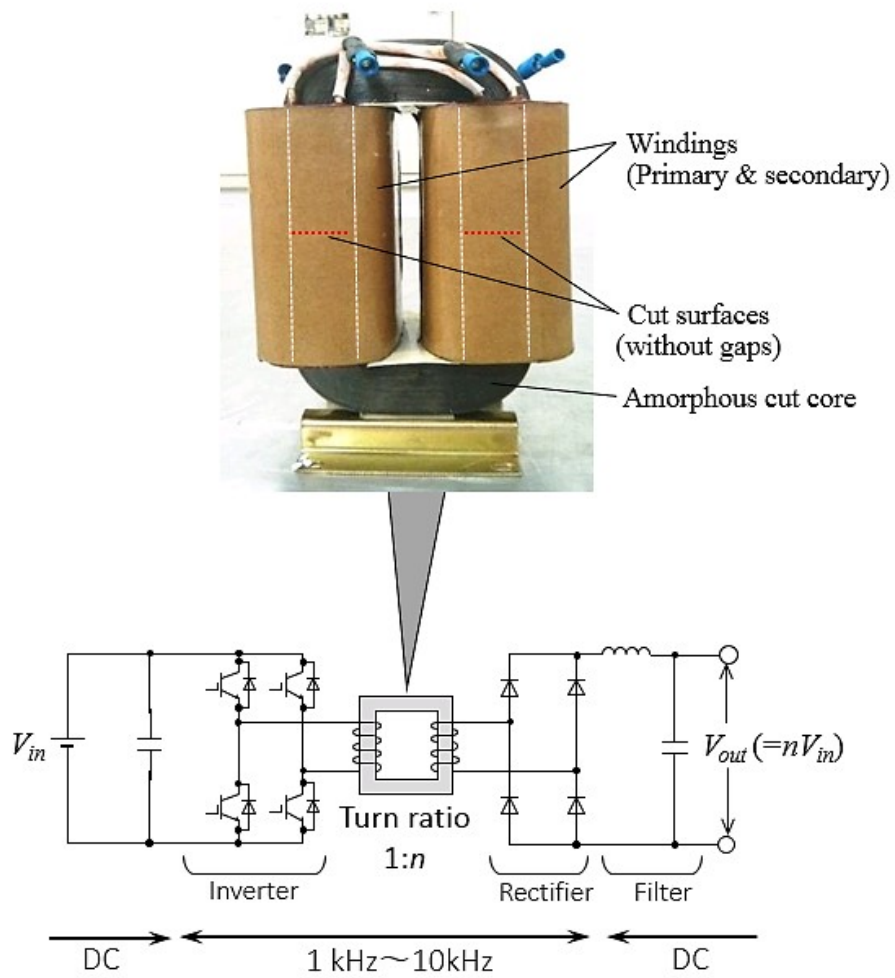 Windings
(Primary & secondary)
Cut surfaces
(without gaps)
Amorphous cut core
Vin
Vout (=nVin)
Turn ratio
1:n
Inverter
Rectifier
Filter
DC
1 kHz～10kHz
DC